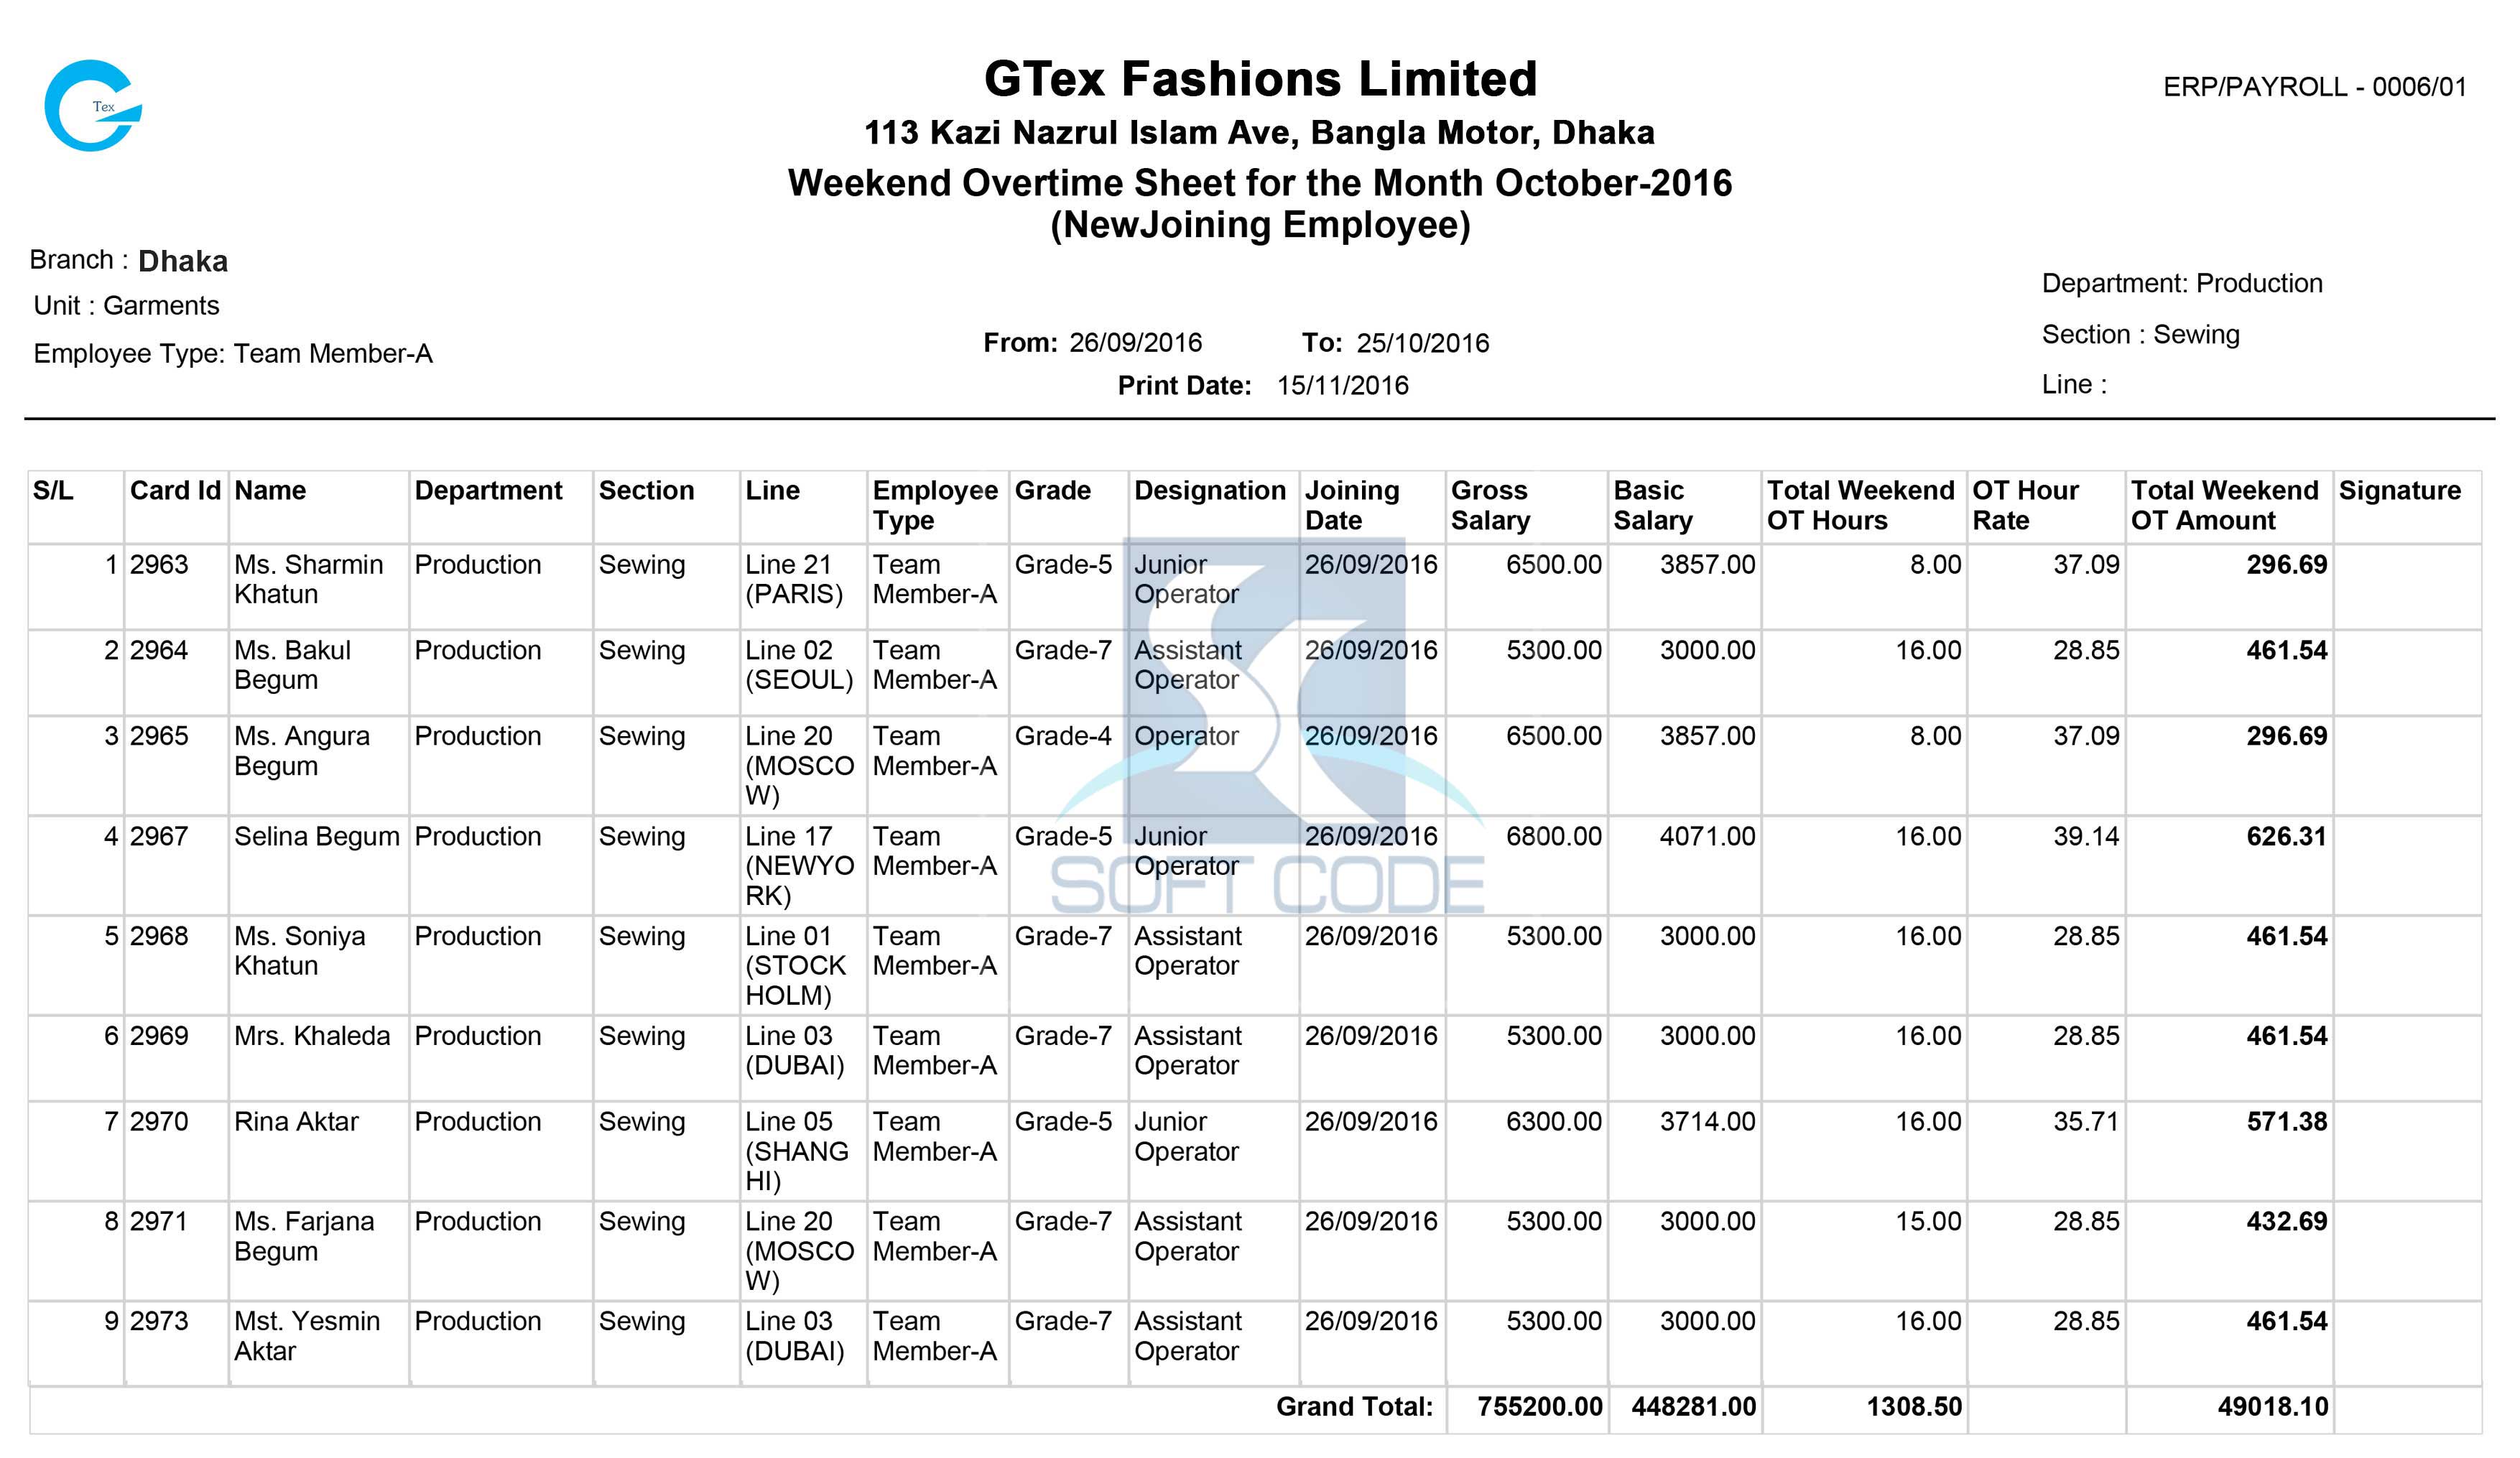 Tex
GTex Fashions Limited
ERP/PAYROLL - 0006/01
113 Kazi Nazrul Islam Ave, Bangla Motor, Dhaka
Weekend Overtime Sheet for the Month October-2016
(NewJoining Employee)
Branch : Dhaka
Unit : Garments
Employee Type: Team Member-A
From: 26/09/2016 To: 25/10/2016
Print Date: 15/11/2016
Department: Production
Section : Sewing
Line :
S/L Card Id Name Department Section Line Employee Grade Designation Joining Gross Basic Total Weekend OT Hour Total Weekend Signature
Type Date Salary Salary OT Hours Rate OT Amount
1 2963 Ms. Sharmin Production Sewing Line 21 Team Grade-5 Junior 26/09/2016 6500.00 3857.00 8.00 37.09 296.69
Khatun (PARIS) Member-A Operator
2 2964 Ms. Bakul Production Sewing Line 02 Team Grade-7 Assistant 26/09/2016 5300.00 3000.00 16.00 28.85 461.54
Begum (SEOUL) Member-A Operator
3 2965 Ms. Angura Production Sewing Line 20 Team Grade-4 Operator 26/09/2016 6500.00 3857.00 8.00 37.09 296.69
Begum (MOSCO Member-A
W)
4 2967 Selina Begum Production Sewing Line 17 Team Grade-5 Junior 26/09/2016 6800.00 4071.00 16.00 39.14 626.31
(NEWYO Member-A Operator
RK)
SOFT CODE
5 2968 Ms. Soniya Production Sewing Line 01 Team Grade-7 Assistant 26/09/2016 5300.00 3000.00 16.00 28.85 461.54
Khatun (STOCK Member-A Operator
HOLM)
6 2969 Mrs. Khaleda Production Sewing Line 03 Team Grade-7 Assistant 26/09/2016 5300.00 3000.00 16.00 28.85 461.54
(DUBAI) Member-A Operator
7 2970 Rina Aktar Production Sewing Line 05 Team Grade-5 Junior 26/09/2016 6300.00 3714.00 16.00 35.71 571.38
(SHANG Member-A Operator
HI)
8 2971 Ms. Farjana Production Sewing Line 20 Team Grade-7 Assistant 26/09/2016 5300.00 3000.00 15.00 28.85 432.69
Begum (MOSCO Member-A Operator
W)
9 2973 Mst. Yesmin Production Sewing Line 03 Team Grade-7 Assistant 26/09/2016 5300.00 3000.00 16.00 28.85 461.54
Aktar (DUBAI) Member-A Operator
Grand Total: 755200.00 448281.00 1308.50 49018.10